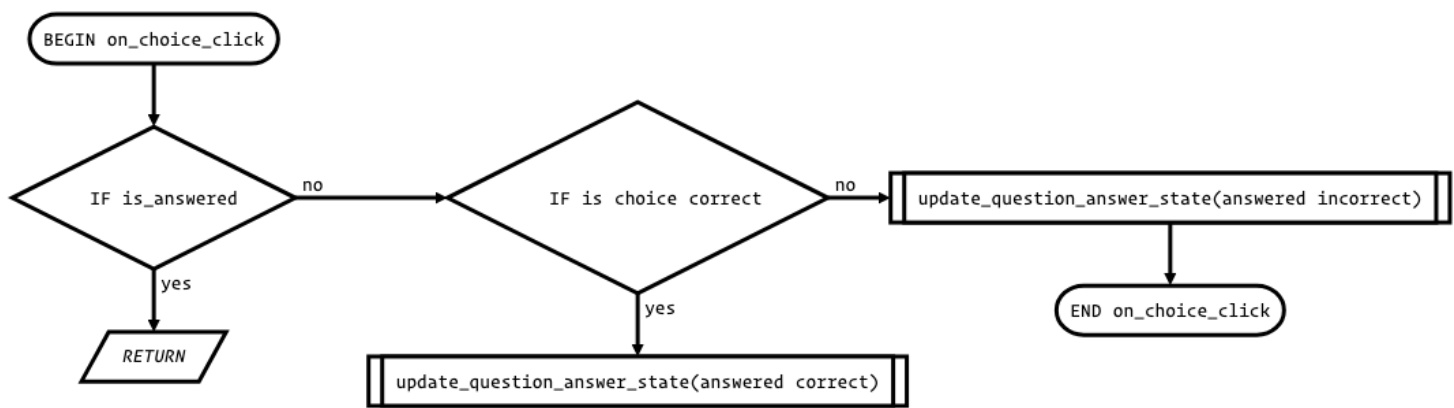 BEGIN on_choice_click
IF is_answered
no
IF is choice correct
no
update_question_answer_state(answered incorrect)
yes
RETURN
yes
update_question_answer_state(answered correct)
END on_choice_click